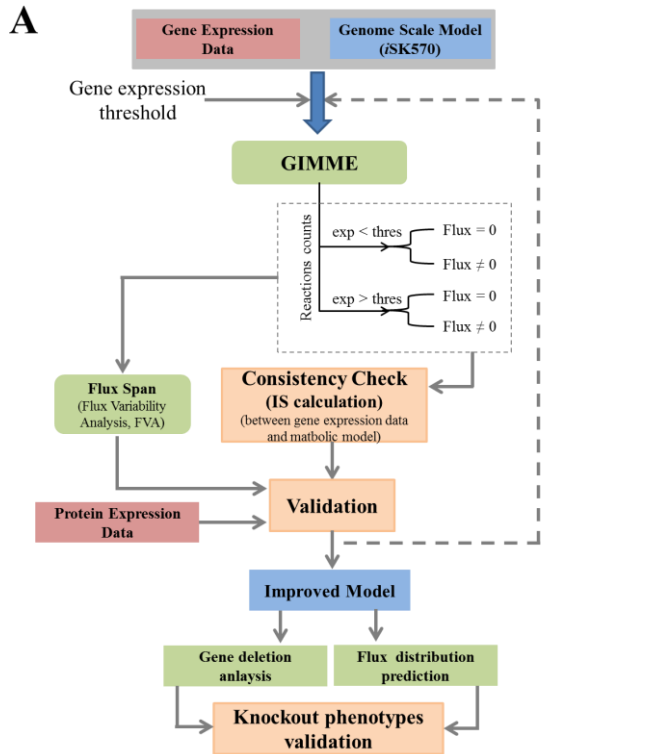 A
Gene Expression
Data
Genome Scale Model
(iSK570)
Gene expression
threshold
GIMME
Reactions counts
exp < thres
Flux = 0
Flux ≠ 0
exp > thres
Flux = 0
Flux ≠ 0
Flux Span
(Flux Variability
Analysis, FVA)
Consistency Check
(IS calculation)
(between gene expression data
and matbolic model)
Validation
Protein Expression
Data
Improved Model
Gene deletion
anlaysis
Flux distribution
prediction
Knockout phenotypes
validation